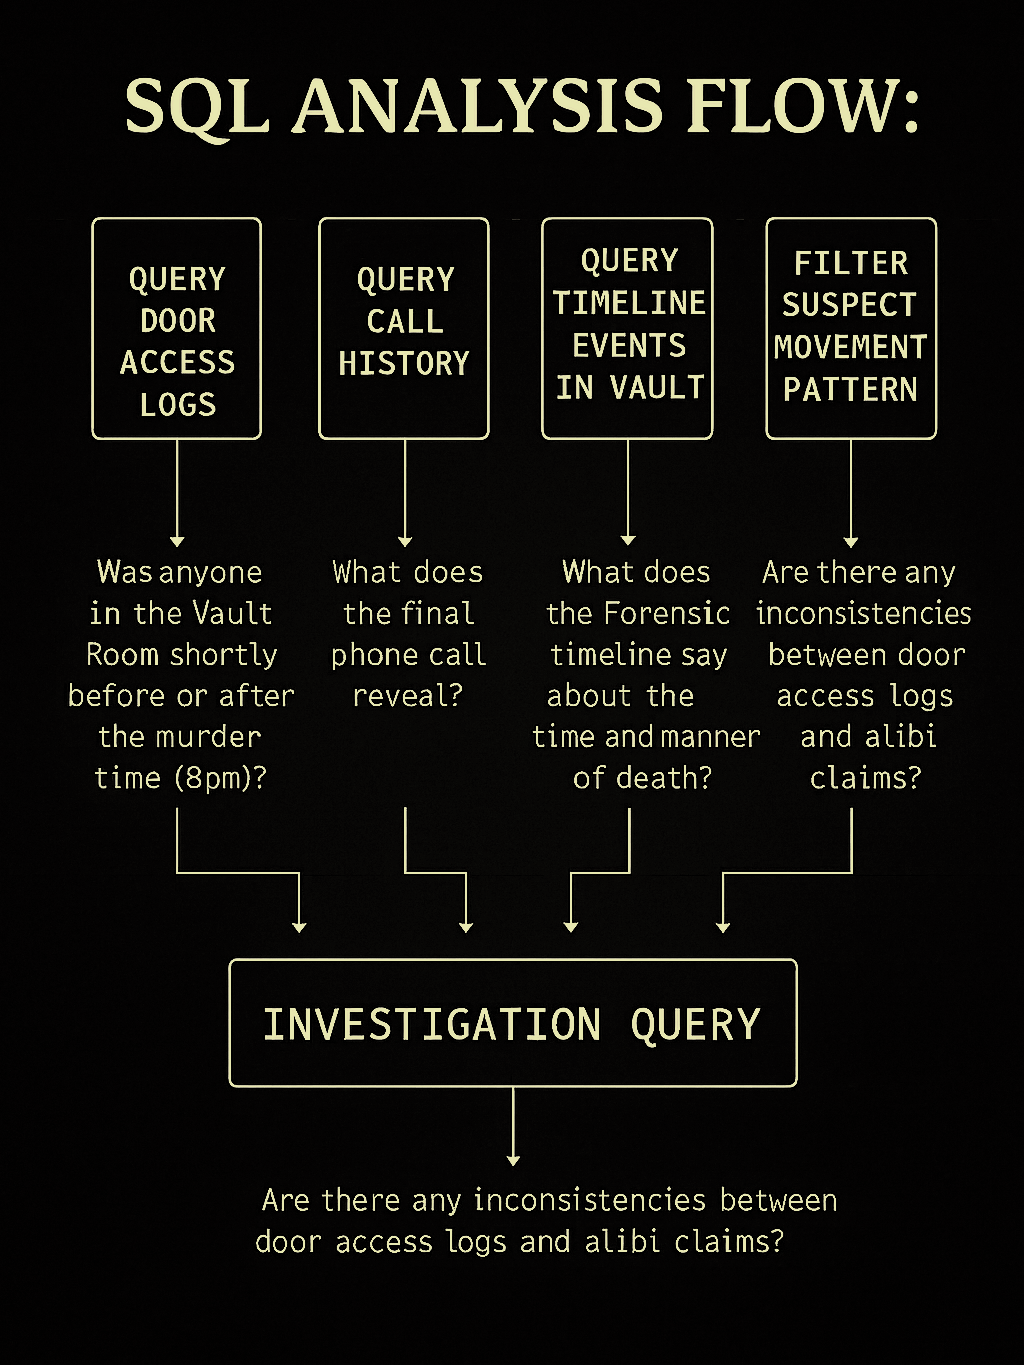 SQL ANALYSIS FLOW:
QUERY
DOOR
ACCESS
LOGS
QUERY
CALL
HISTORY
QUERY
TIMELINE
EVENTS
IN VAULT
FILTER
SUSPECT
MOVEMENT
PATTERN
Was anyone
in the Vault
Room shortly
before or after
the murder
time (8pm)?
What does
the final
phone call
reveal?
What does
the Forensic
timeline say
about the
time and manner
of death?
Are there any
inconsistencies
between door
access logs
and alibi
claims?
INVESTIGATION QUERY
Are there any inconsistencies between
door access logs and alibi claims?